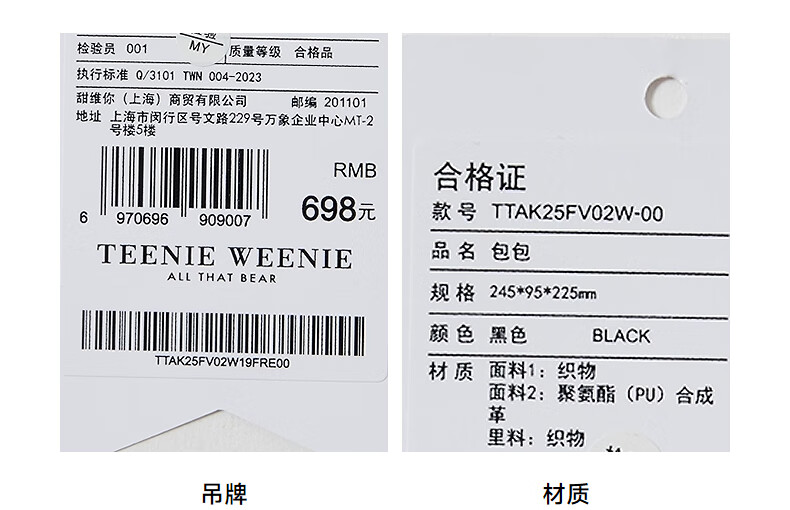 检验
MY
检验员 001 质量等级 合格品
执行标准 Q/3101 TWN 004-2023
甜维你（上海）商贸有限公司 邮编 201101
地址 上海市闵行区号文路229号万象企业中心MT-2
号楼5楼
RMB
698元
6 970696 909007
TEENIE WEENIE
ALL THAT BEAR
TTAK25FV02W19FRE00
吊牌
合格证
款号 TTAK25FV02W-00
品名 包包
规格 245*95*225mm
颜色 黑色 BLACK
材质 面料1：织物
面料2：聚氨酯（PU）合成
革
里料：织物
材质